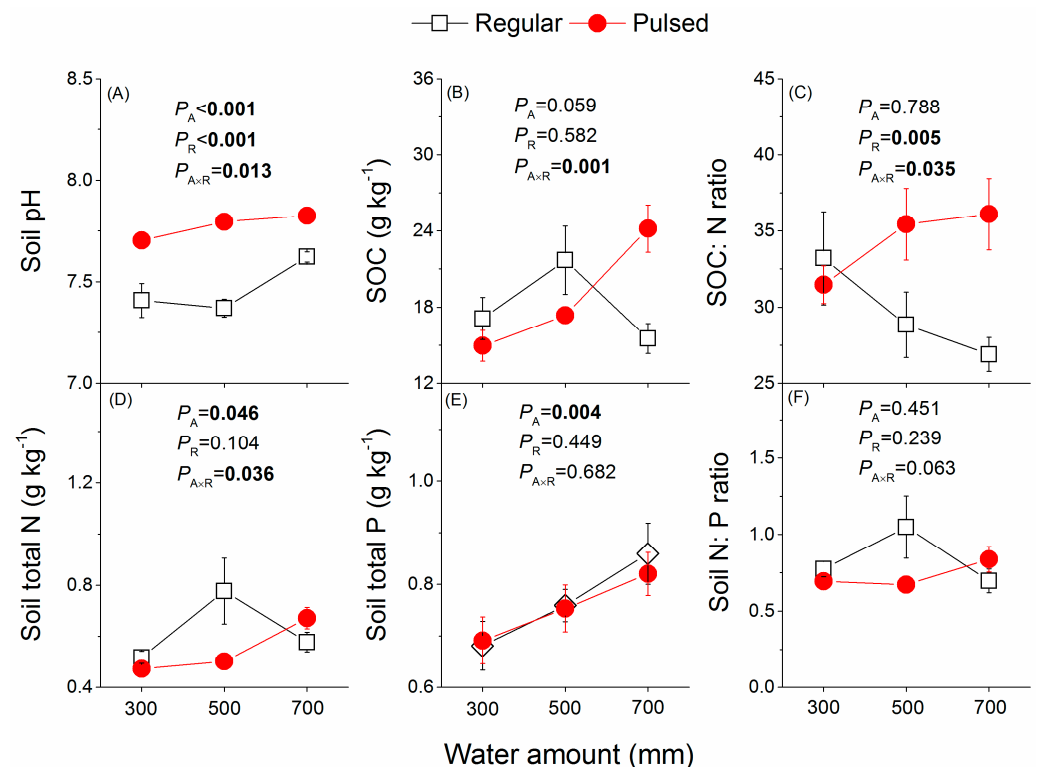 Regular Pulsed
(A)
P_A<0.001
P_R<0.001
P_A×R=0.013
8.5
8.0
7.5
7.0
Soil pH
(B)
P_A=0.059
P_R=0.582
P_A×R=0.001
36
30
24
18
12
SOC (g kg⁻¹)
(C)
P_A=0.788
P_R=0.005
P_A×R=0.035
45
40
35
30
25
SOC: N ratio
(D)
P_A=0.046
P_R=0.104
P_A×R=0.036
1.2
0.8
0.4
Soil total N (g kg⁻¹)
300 500 700
(E)
P_A=0.004
P_R=0.449
P_A×R=0.682
1.0
0.8
0.6
Soil total P (g kg⁻¹)
300 500 700
(F)
P_A=0.451
P_R=0.239
P_A×R=0.063
1.5
1.0
0.5
0.0
Soil N: P ratio
300 500 700
Water amount (mm)